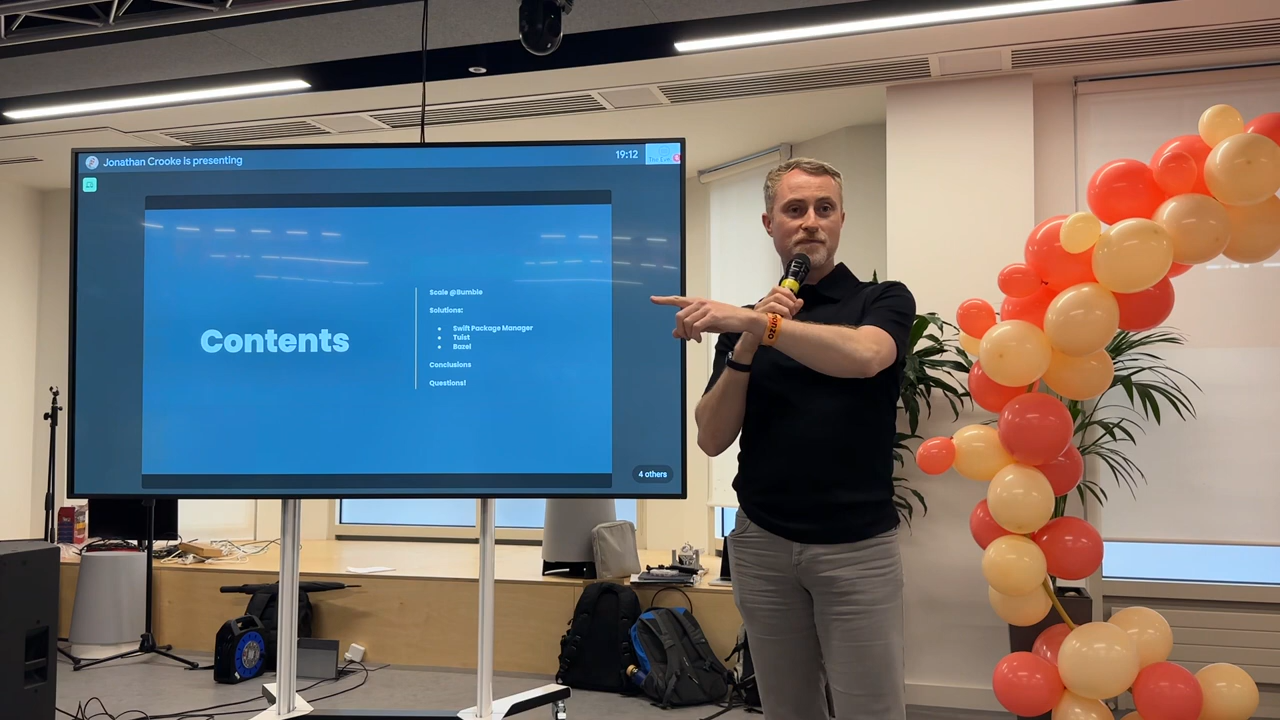 Jonathan Crooke is presenting
19:12
Contents
Scale @Bumble
Solutions:
● Swift Package Manager
● Tuist
● Bazel
Conclusions
Questions!
4 others